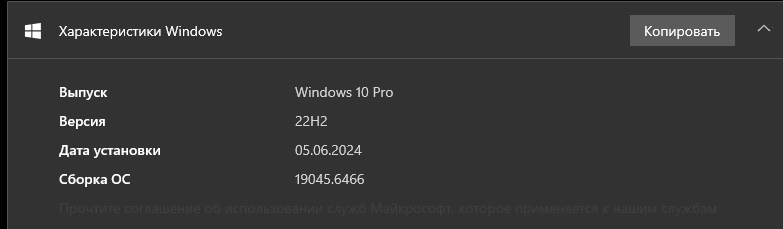 Характеристики Windows Копировать
Выпуск Windows 10 Pro
Версия 22H2
Дата установки 05.06.2024
Сборка ОС 19045.6466
Прочтите соглашение об использовании служб Майкрософт, которое применяется к нашим службам